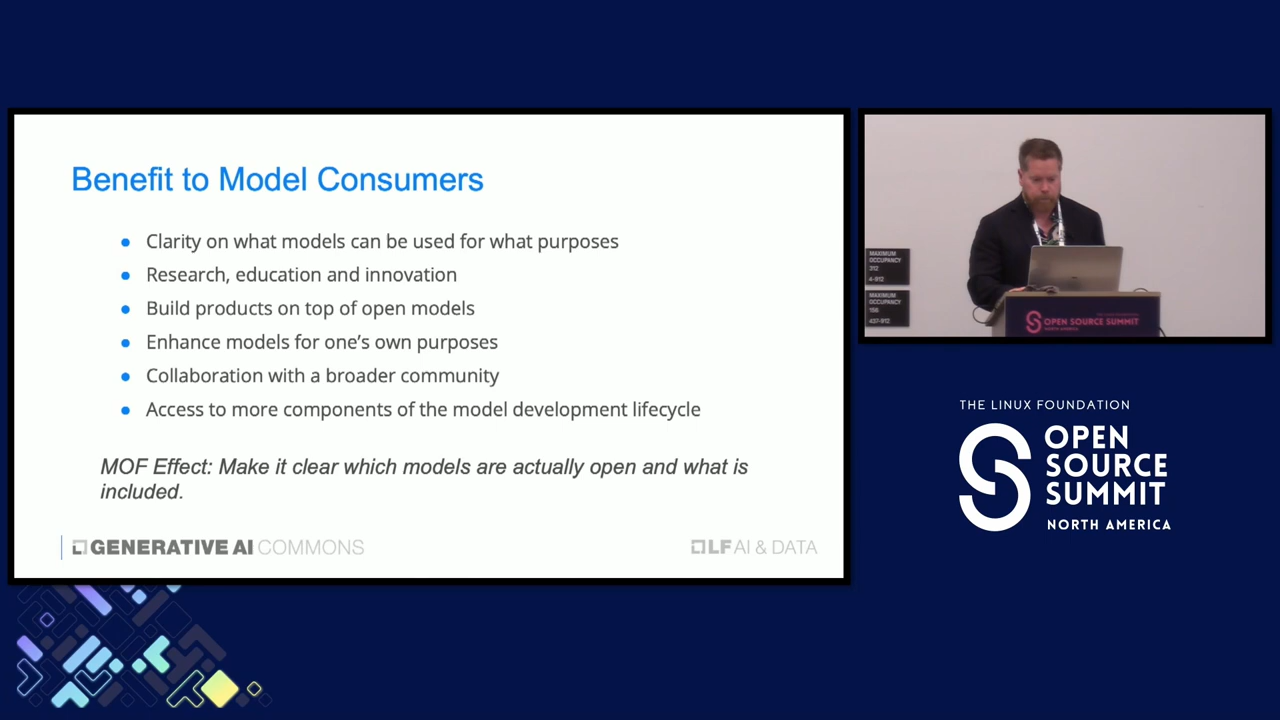 Benefit to Model Consumers
Clarity on what models can be used for what purposes
Research, education and innovation
Build products on top of open models
Enhance models for one's own purposes
Collaboration with a broader community
Access to more components of the model development lifecycle
MOF Effect: Make it clear which models are actually open and what is
included.
GENERATIVE AI COMMONS
LF AI & DATA
MAXIMUM
OCCUPANCY
312
4-912
MAXIMUM
OCCUPANCY
156
437-912
OPEN SOURCE SUMMIT
NORTH AMERICA
THE LINUX FOUNDATION
OPEN
SOURCE
SUMMIT
NORTH AMERICA